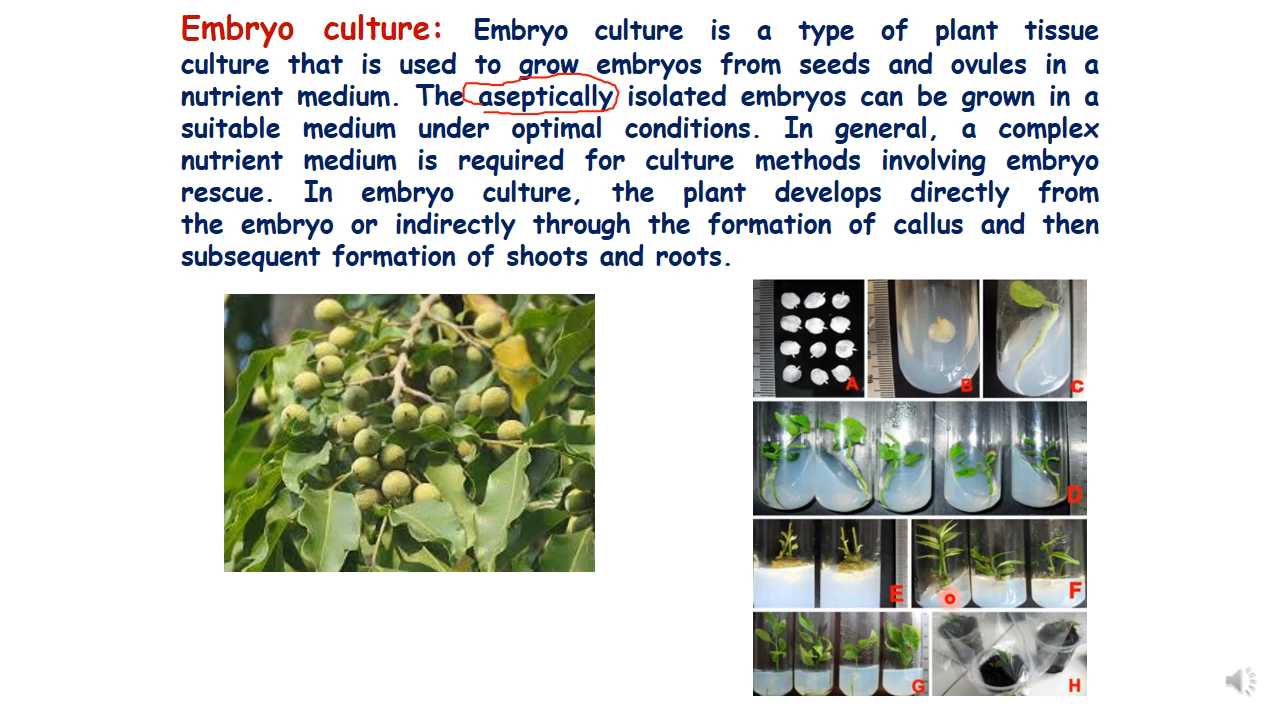 Embryo culture: Embryo culture is a type of plant tissue
culture that is used to grow embryos from seeds and ovules in a
nutrient medium. The aseptically isolated embryos can be grown in a
suitable medium under optimal conditions. In general, a complex
nutrient medium is required for culture methods involving embryo
rescue. In embryo culture, the plant develops directly from
the embryo or indirectly through the formation of callus and then
subsequent formation of shoots and roots.
A
B
C
D
E
F
G
H